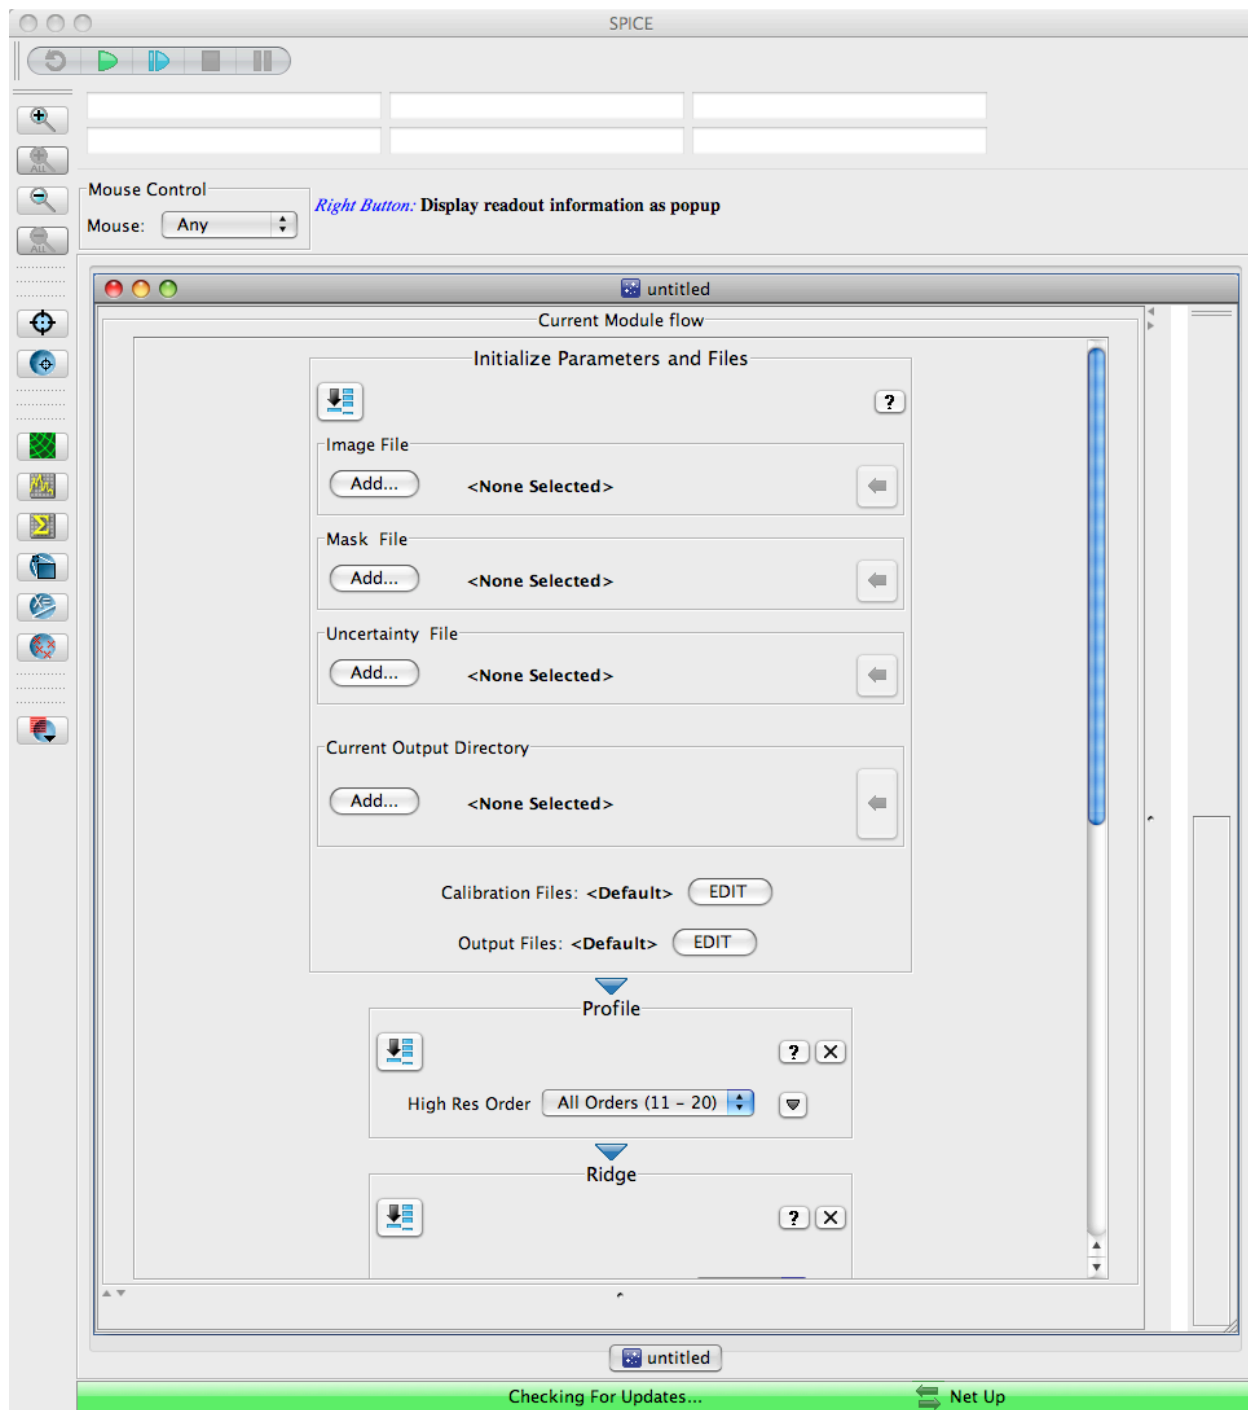 SPICE
ALL
ALL
Mouse Control
Mouse: Any
Right Button: Display readout information as popup
untitled
Current Module flow
Initialize Parameters and Files
?
Image File
Add... <None Selected>
Mask File
Add... <None Selected>
Uncertainty File
Add... <None Selected>
Current Output Directory
Add... <None Selected>
Calibration Files: <Default> EDIT
Output Files: <Default> EDIT
Profile
? X
High Res Order All Orders (11 – 20)
Ridge
? X
untitled
Checking For Updates... Net Up